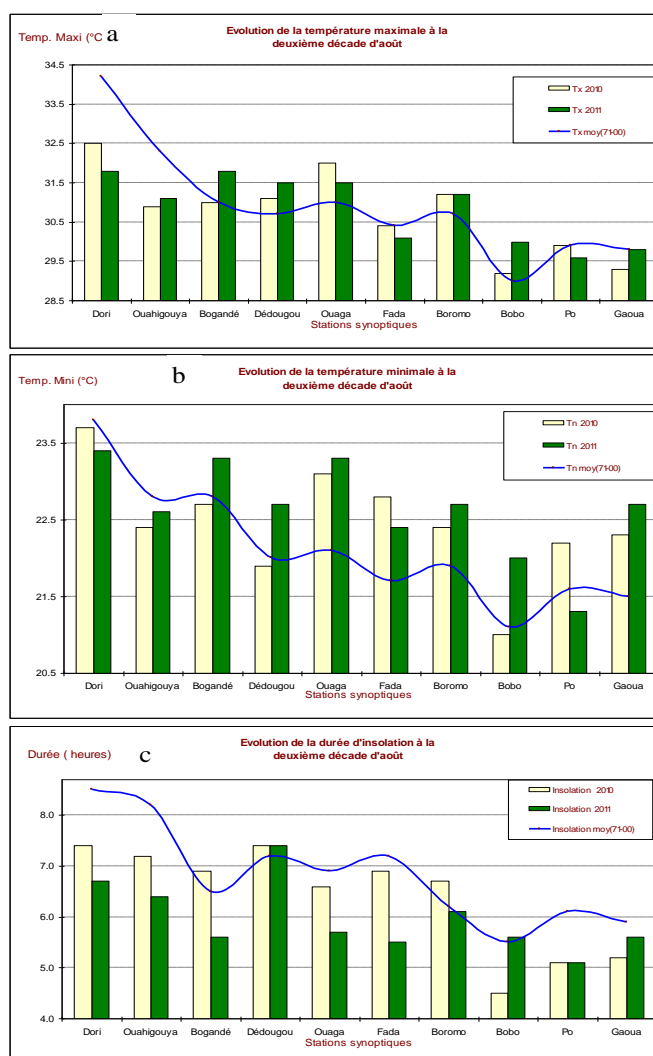 Temp. Maxi (°C
a
Evolution de la température maximale à la
deuxième décade d'août
34.5
33.5
32.5
31.5
30.5
29.5
28.5
Tx 2010
Tx 2011
Tx moy(71-00)
Dori Ouahigouya Bogandé Dédougou Ouaga Fada Boromo Bobo Po Gaoua
Stations synoptiques
Temp. Mini (°C)
b
Evolution de la température minimale à la
deuxième décade d'août
23.5
22.5
21.5
20.5
Tn 2010
Tn 2011
Tn moy(71-00)
Dori Ouahigouya Bogandé Dédougou Ouaga Fada Boromo Bobo Po Gaoua
Stations synoptiques
Durée ( heures)
c
Evolution de la durée d'insolation à la
deuxième décade d'août
8.0
7.0
6.0
5.0
4.0
Insolation 2010
Insolation 2011
Insolation moy(71-00)
Dori Ouahigouya Bogandé Dédougou Ouaga Fada Boromo Bobo Po Gaoua
Stations synoptiques